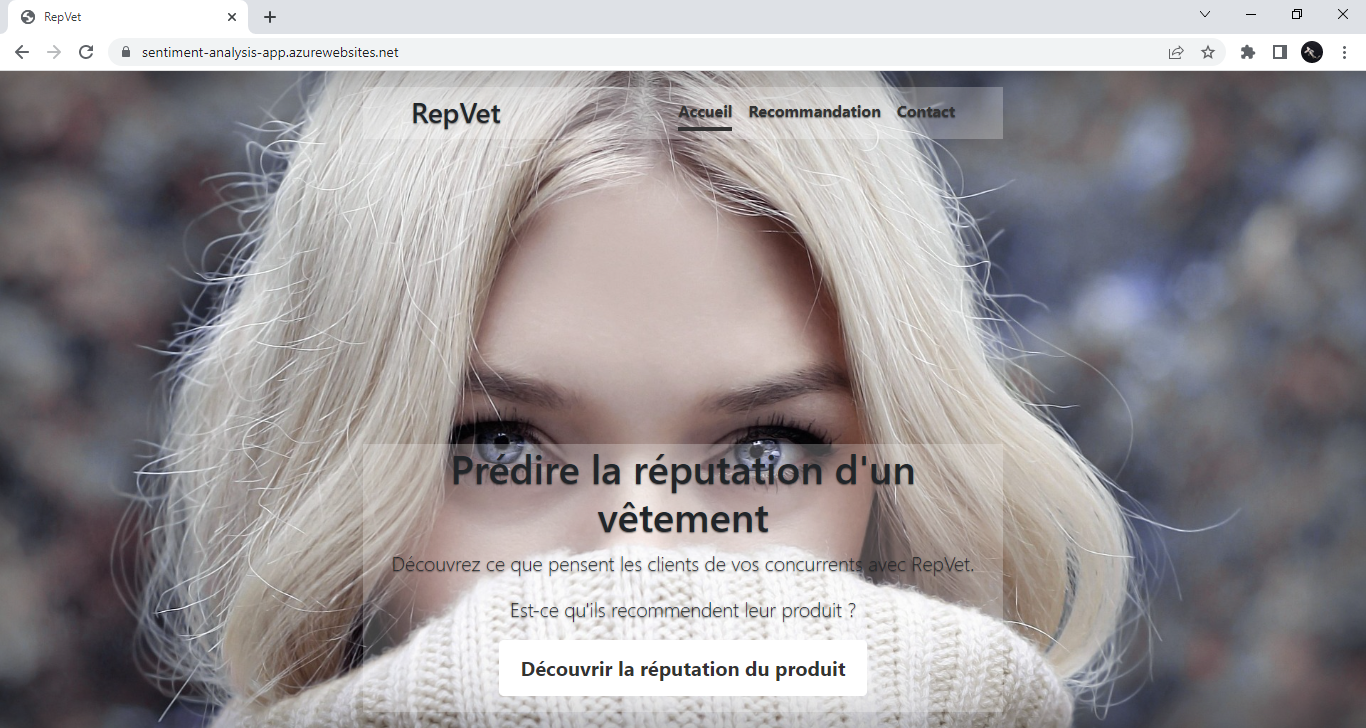 RepVet
sentiment-analysis-app.azurewebsites.net
RepVet
Accueil Recommandation Contact
Prédire la réputation d'un
vêtement
Découvrez ce que pensent les clients de vos concurrents avec RepVet.
Est-ce qu'ils recommendent leur produit ?
Découvrir la réputation du produit